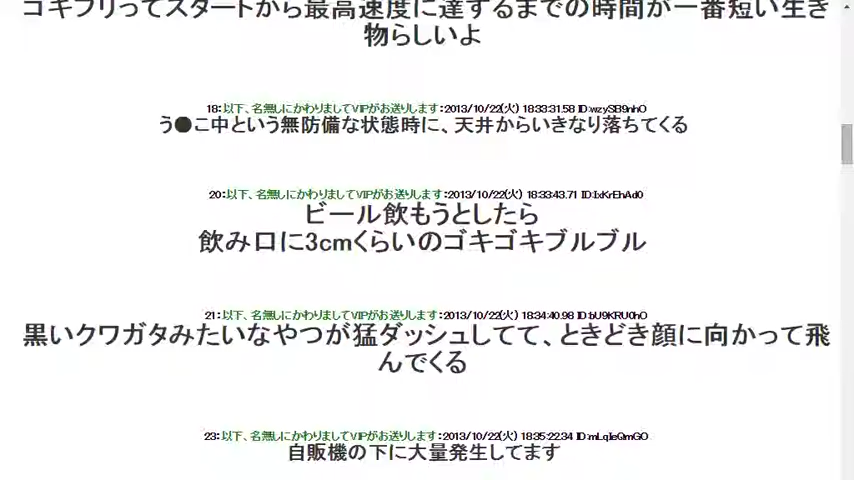 ゴキブリってスタートから最高速度に達するまでの時間が一番短い生き
物らしいよ
18：以下、名無しにかわりましてVIPがお送りします：2013/10/22(火) 18:33:31.58 ID:wzySB9nhO
う●こ中という無防備な状態時に、天井からいきなり落ちてくる
20：以下、名無しにかわりましてVIPがお送りします：2013/10/22(火) 18:33:43.71 ID:IxKrEhAd0
ビール飲もうとしたら
飲み口に3cmくらいのゴキゴキブルブル
21：以下、名無しにかわりましてVIPがお送りします：2013/10/22(火) 18:34:40.98 ID:bU9KRU0hO
黒いクワガタみたいなやつが猛ダッシュしてて、ときどき顔に向かって飛
んでくる
23：以下、名無しにかわりましてVIPがお送りします：2013/10/22(火) 18:35:22.34 ID:mLqIeQmGO
自販機の下に大量発生してます